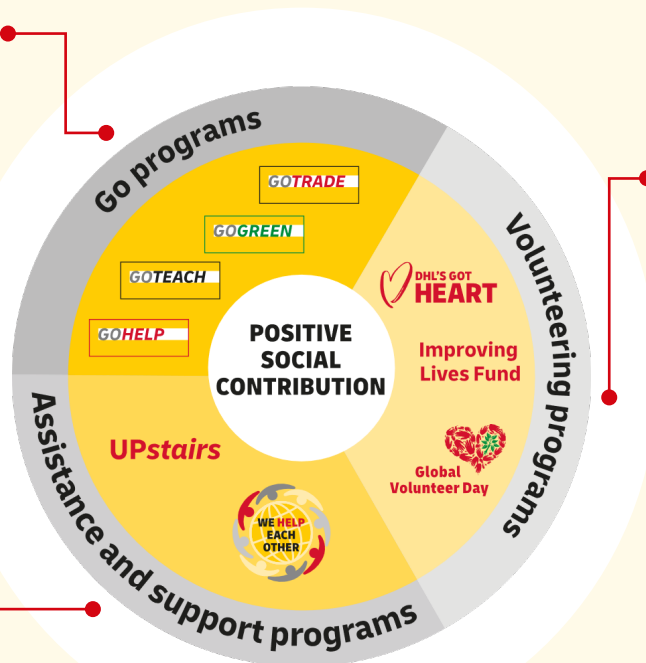 Go programs
GOTRADE
GOGREEN
GOTEACH
GOHELP
POSITIVE
SOCIAL
CONTRIBUTION
Volunteering programs
DHL'S GOT
HEART
Improving
Lives Fund
Global
Volunteer Day
Assistance and support programs
UPstairs
WE HELP
EACH
OTHER